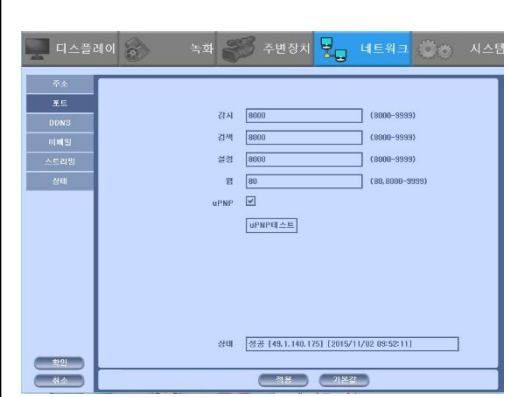 디스플레이 녹화 주변장치 네트워크 시스템
주소
포트
DDNS
이메일
스트리밍
상태
감시 8000 (8000-9999)
검색 8000 (8000-9999)
설정 8000 (8000-9999)
웹 80 (80,8000-9999)
uPNP
uPNP테스트
상태 성공 [49.1.140.175] [2015/11/02 09:52:11]
확인
취소
적용 기본값